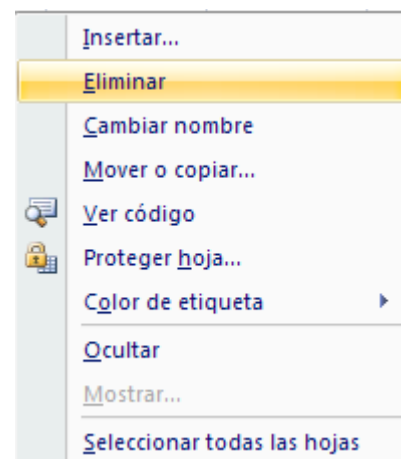 Insertar...
Eliminar
Cambiar nombre
Mover o copiar...
Ver código
Proteger hoja...
Color de etiqueta
Ocultar
Mostrar...
Seleccionar todas las hojas